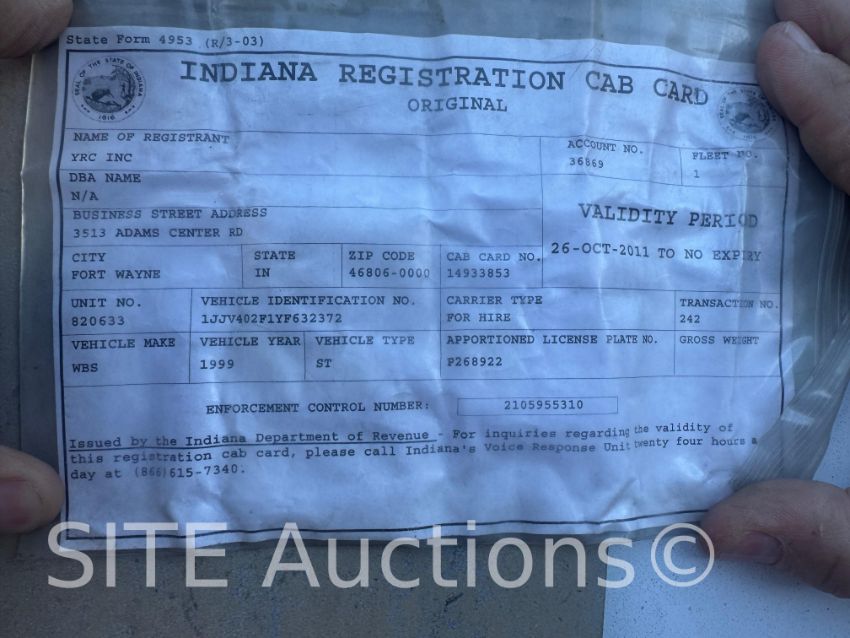 State Form 4953 (R/3-03)
INDIANA REGISTRATION CAB CARD
ORIGINAL
NAME OF REGISTRANT
YRC INC
ACCOUNT NO.
36869
FLEET NO.
1
DBA NAME
N/A
BUSINESS STREET ADDRESS
3513 ADAMS CENTER RD
VALIDITY PERIOD
26-OCT-2011 TO NO EXPIRY
CITY
FORT WAYNE
STATE
IN
ZIP CODE
46806-0000
CAB CARD NO.
14933853
UNIT NO.
820633
VEHICLE IDENTIFICATION NO.
1JJV402F1YF632372
CARRIER TYPE
FOR HIRE
TRANSACTION NO.
242
VEHICLE MAKE
WBS
VEHICLE YEAR
1999
VEHICLE TYPE
ST
APPORTIONED LICENSE PLATE NO.
P268922
GROSS WEIGHT
ENFORCEMENT CONTROL NUMBER:
2105955310
Issued by the Indiana Department of Revenue - For inquiries regarding the validity of
this registration cab card, please call Indiana's Voice Response Unit twenty four hours a
day at (866)615-7340.
SITE Auctions©